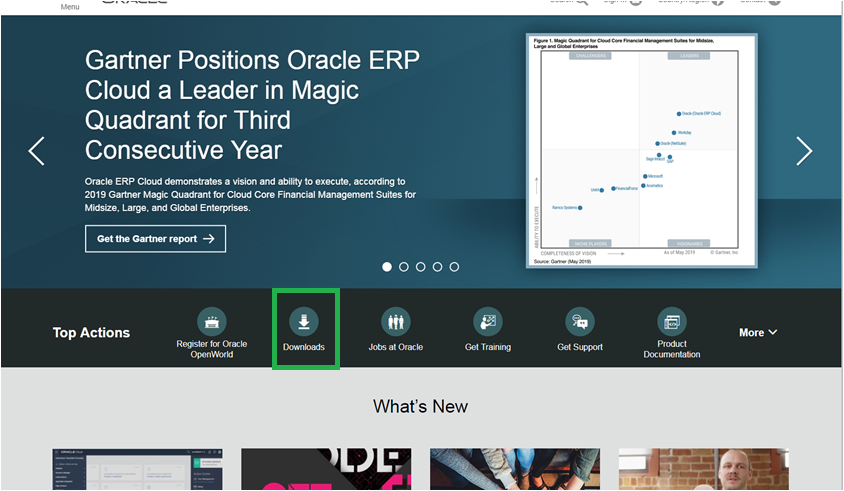 Menu
ORACLE
Gartner Positions Oracle ERP
Cloud a Leader in Magic
Quadrant for Third
Consecutive Year
Oracle ERP Cloud demonstrates a vision and ability to execute, according to
2019 Gartner Magic Quadrant for Cloud Core Financial Management Suites for
Midsize, Large, and Global Enterprises.
Get the Gartner report
Figure 1. Magic Quadrant for Cloud Core Financial Management Suites for Midsize,
Large and Global Enterprises
CHALLENGERS
LEADERS
Oracle (Oracle ERP Cloud)
Workday
Oracle (NetSuite)
Sage Intacct
SAP
Microsoft
Acumatica
FinancialForce
Ramco Systems
ABILITY TO EXECUTE
NICHE PLAYERS
VISIONARIES
COMPLETENESS OF VISION
As of May 2019
© Gartner, Inc
Source: Gartner (May 2019)
Top Actions
Register for Oracle
OpenWorld
Downloads
Jobs at Oracle
Get Training
Get Support
Product
Documentation
More
What's New